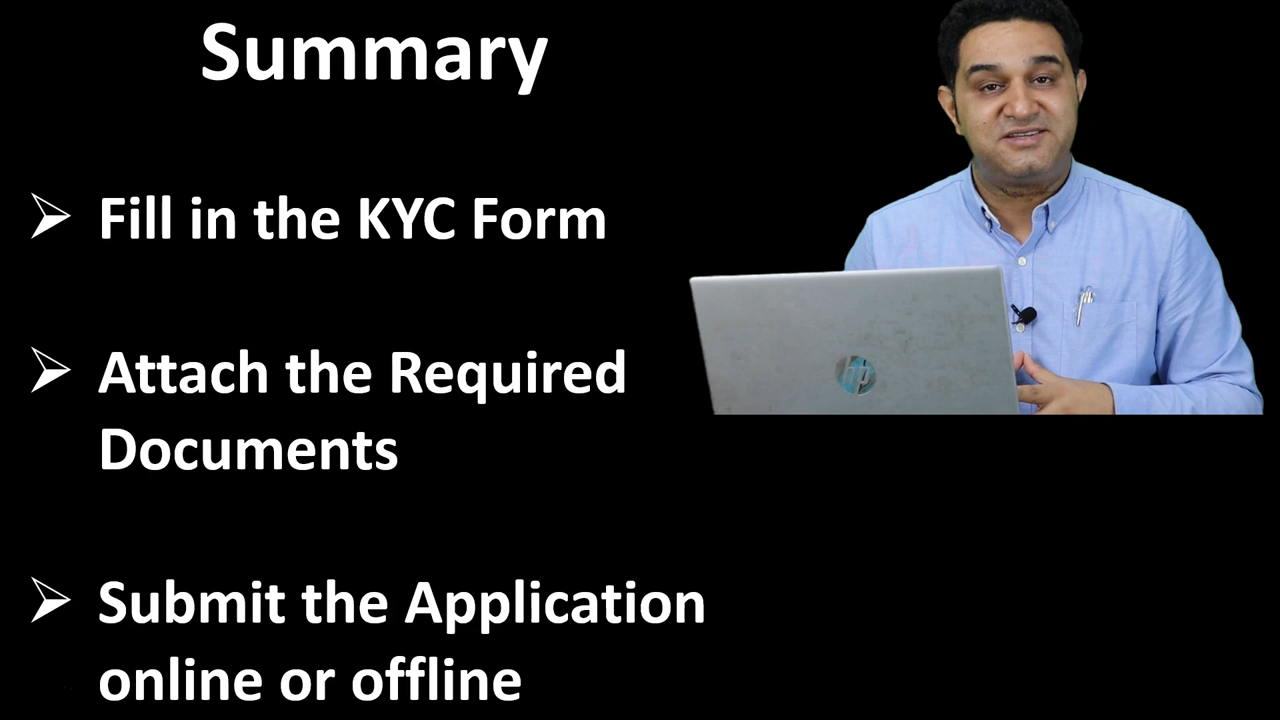 Summary
Fill in the KYC Form
Attach the Required
Documents
hp
Submit the Application
online or offline